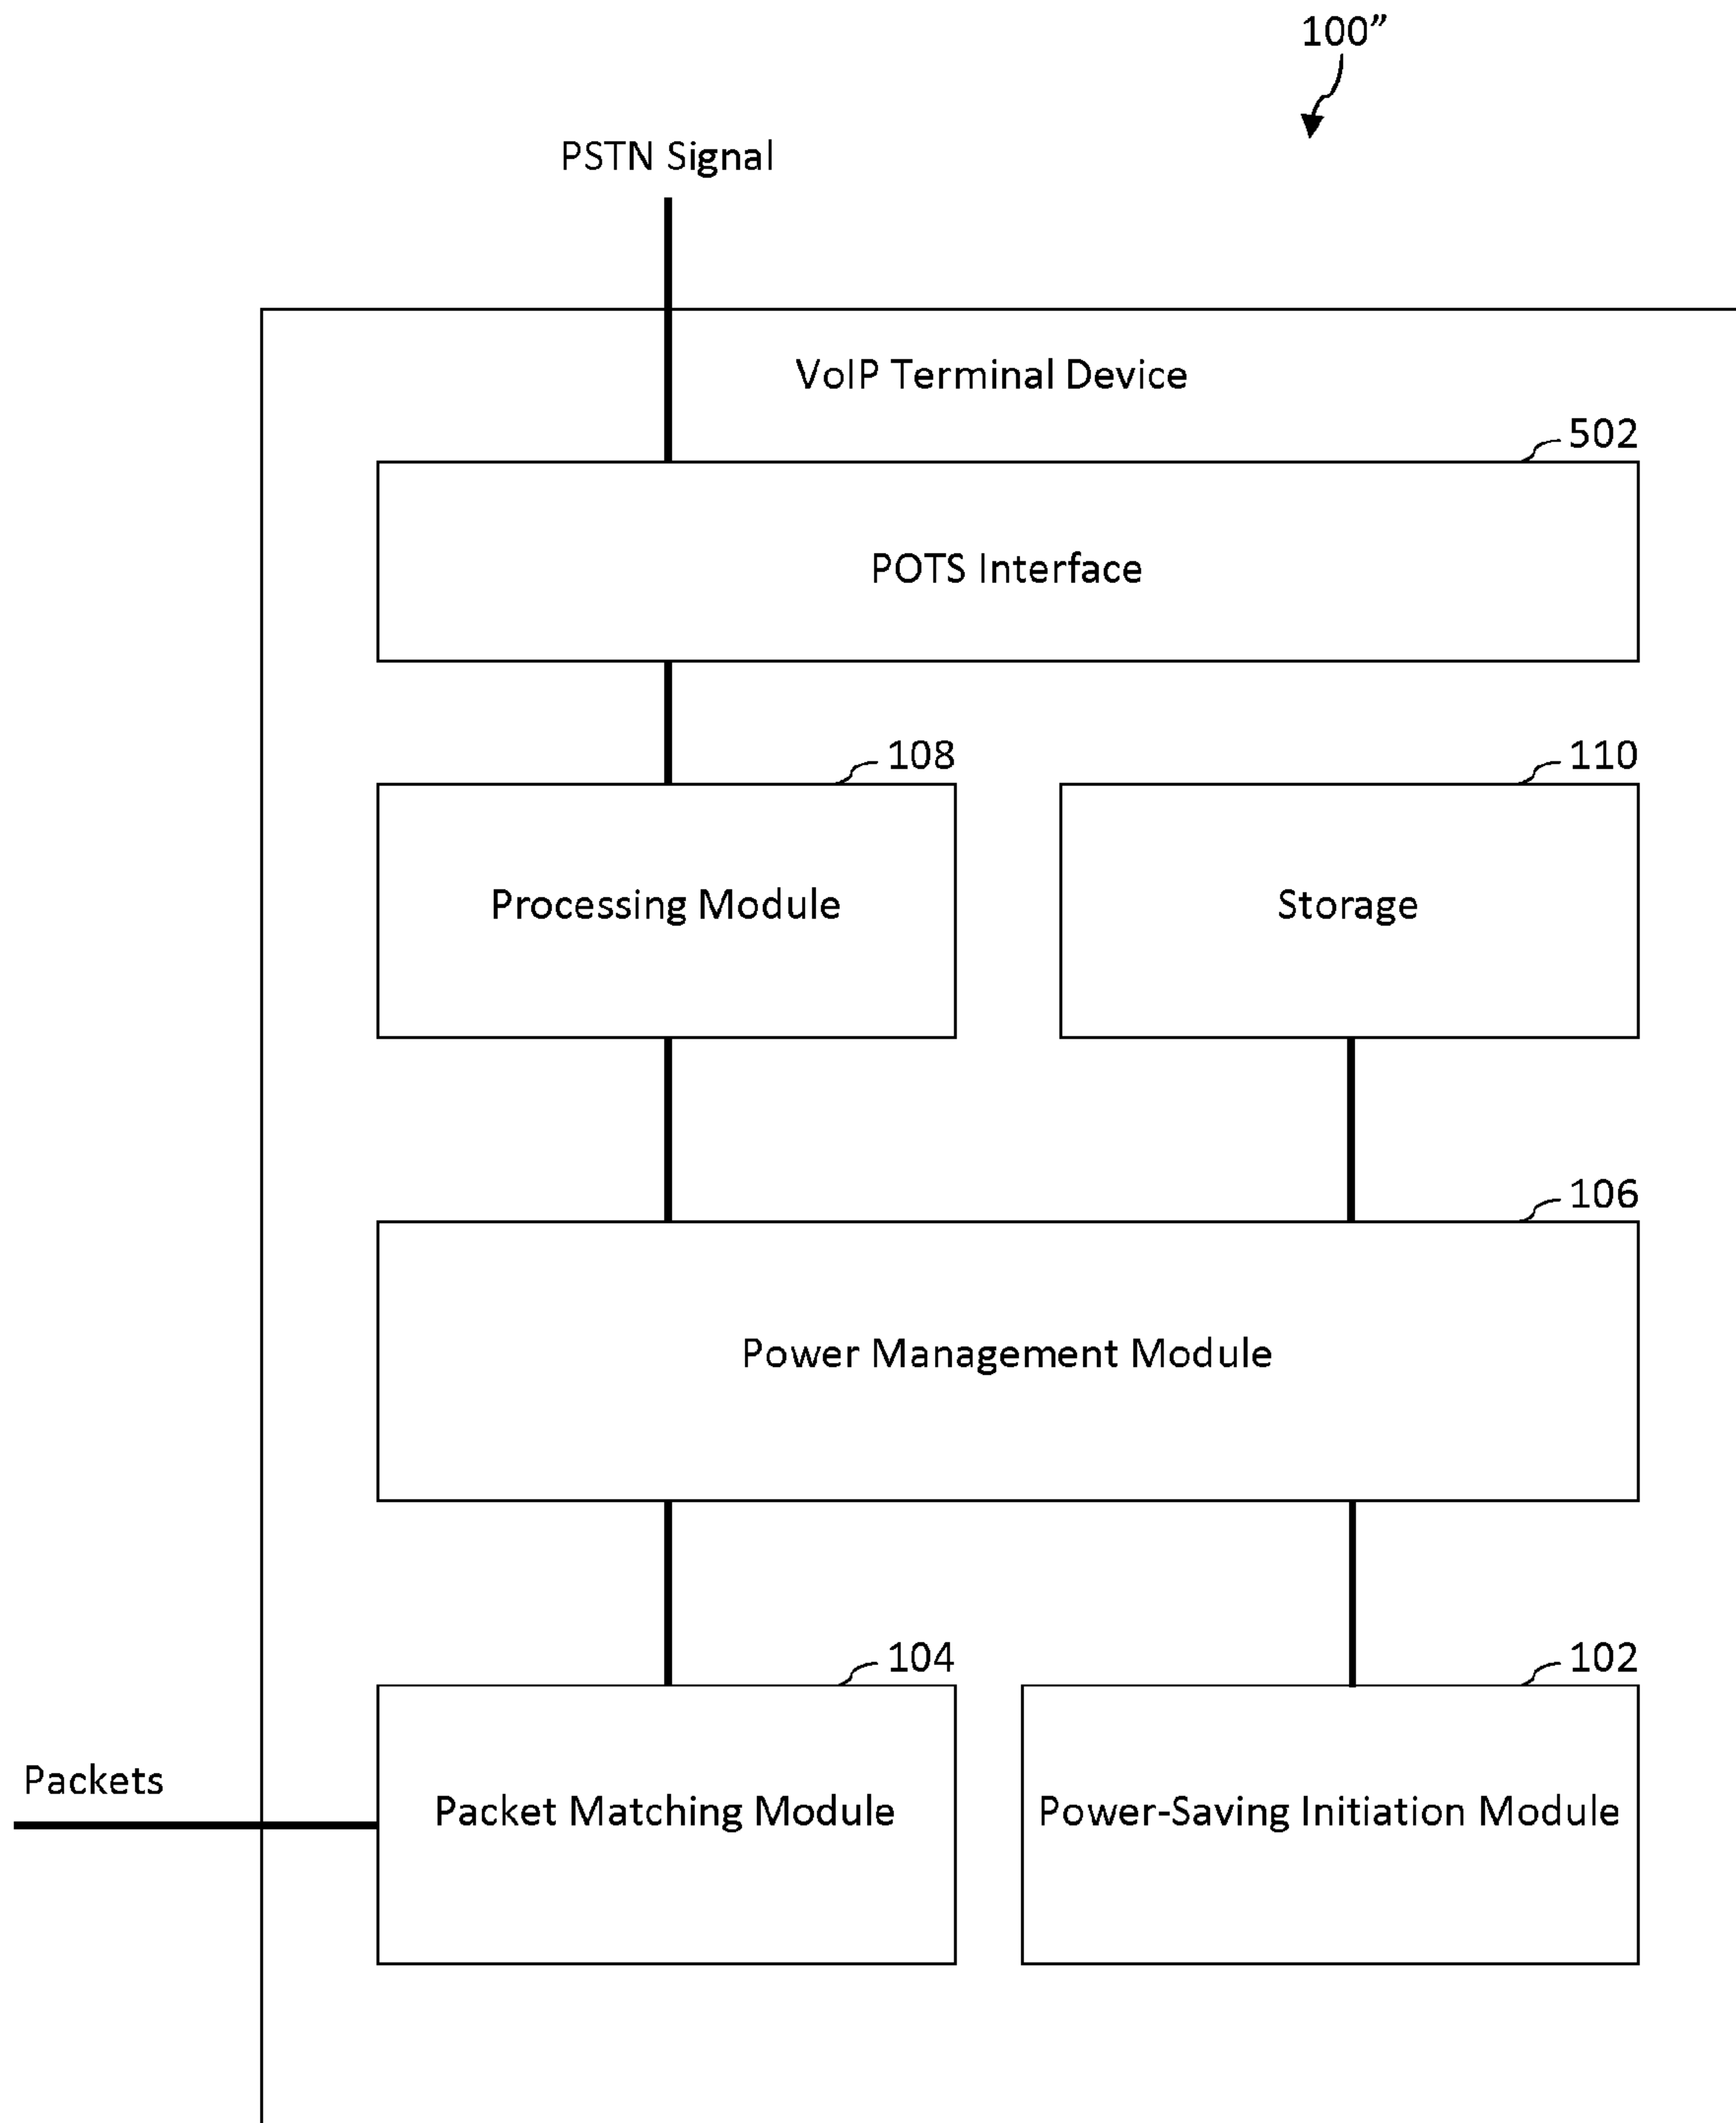 100”
PSTN Signal
VoIP Terminal Device
502
POTS Interface
108
110
Processing Module
Storage
106
Power Management Module
104
102
Packets
Packet Matching Module
Power-Saving Initiation Module